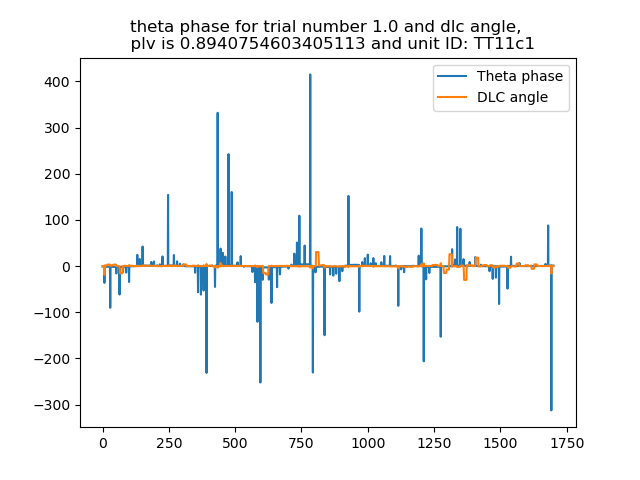 theta phase for trial number 1.0 and dlc angle,
plv is 0.8940754603405113 and unit ID: TT11c1
Theta phase
DLC angle
400
300
200
100
0
−100
−200
−300
0 250 500 750 1000 1250 1500 1750